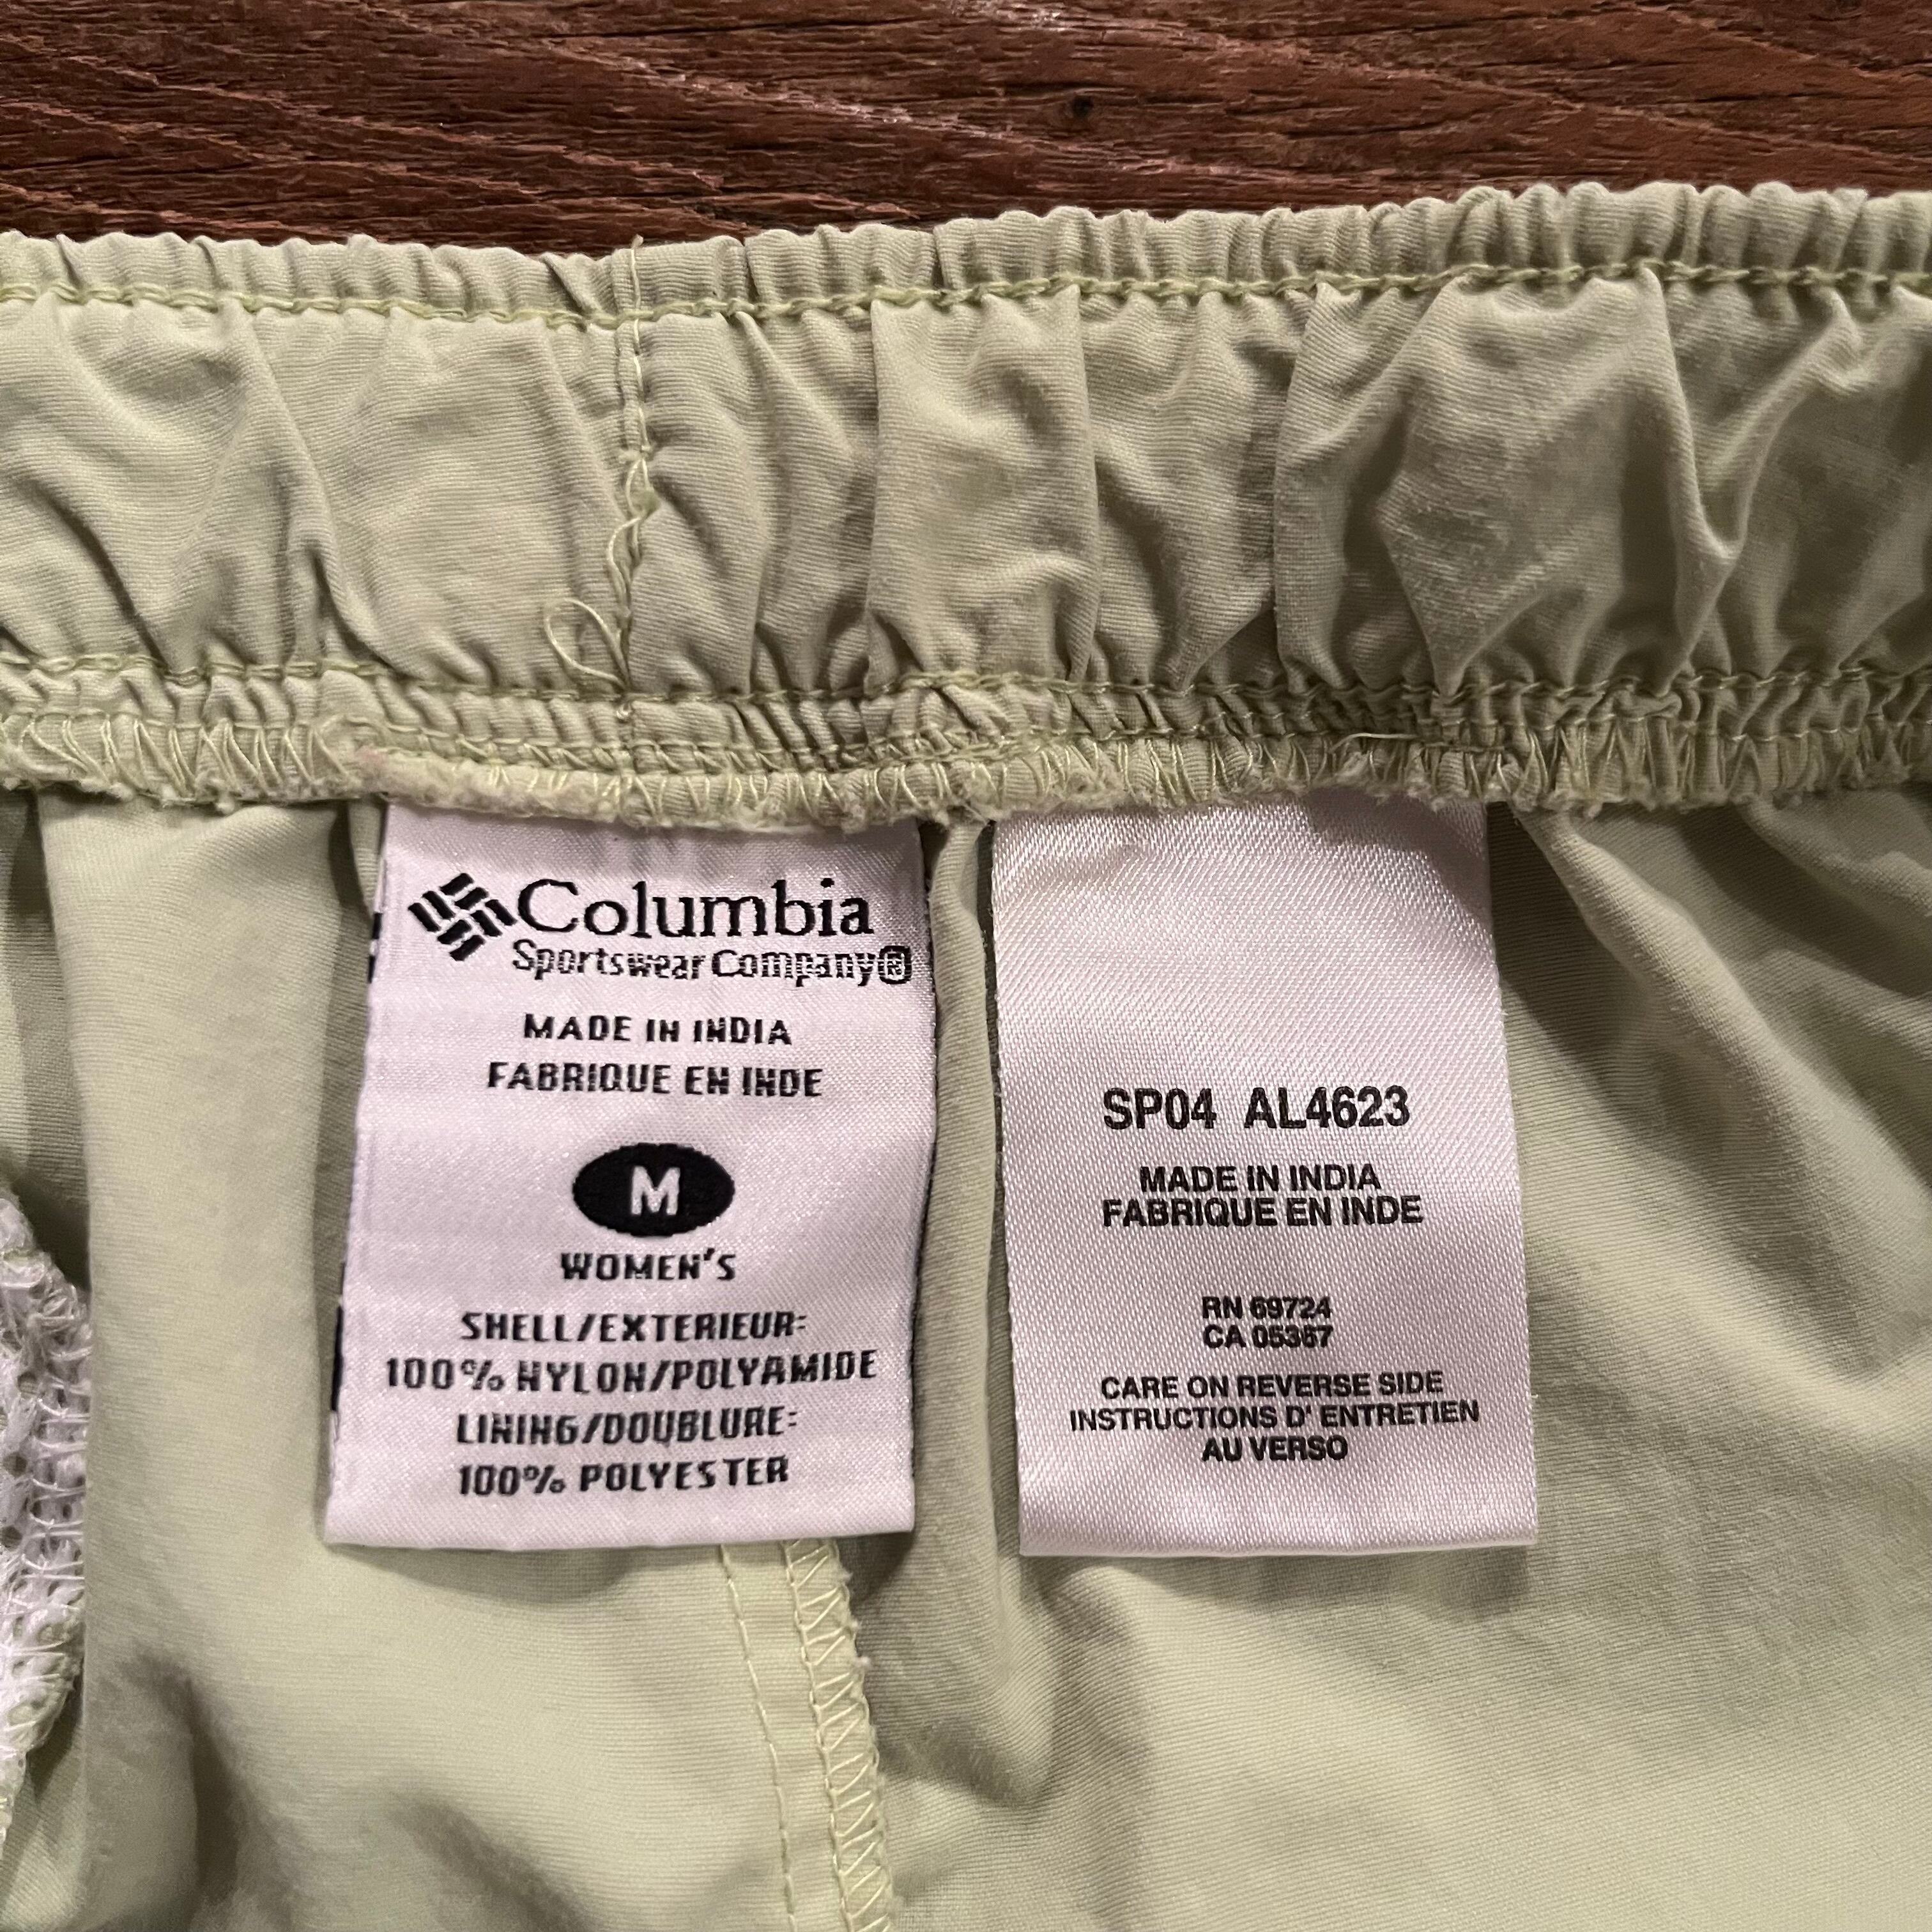 Columbia
Sportswear Company®
MADE IN INDIA
FABRIQUE EN INDE
M
WOMEN'S
SHELL/EXTERIEUR:
100% NYLON/POLYAMIDE
LINING/DOUBLURE:
100% POLYESTER
SP04 AL4623
MADE IN INDIA
FABRIQUE EN INDE
RN 69724
CA 05367
CARE ON REVERSE SIDE
INSTRUCTIONS D' ENTRETIEN
AU VERSO